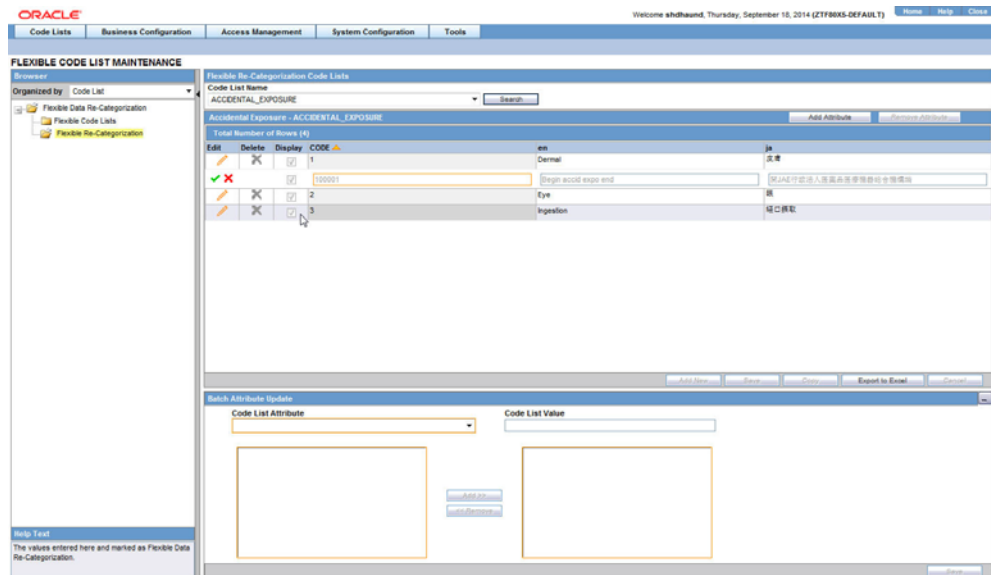 ORACLE
Welcome shdhaund, Thursday, September 18, 2014 (ZTF80X5-DEFAULT)
Home Help Close
Code Lists Business Configuration Access Management System Configuration Tools
FLEXIBLE CODE LIST MAINTENANCE
Browser
Organized by Code List
Flexible Data Re-Categorization
Flexible Code Lists
Flexible Re-Categorization
Flexible Re-Categorization Code Lists
Code List Name
ACCIDENTAL_EXPOSURE Search
Accidental Exposure - ACCIDENTAL_EXPOSURE Add Attribute Remove Attribute
Total Number of Rows (4)
Edit Delete Display CODE en ja
1 Dermal 皮膚
100001 Begin accid expo end
2 Eye 眼
3 Ingestion 経口摂取
Add New Save Copy Export to Excel Cancel
Batch Attribute Update
Code List Attribute Code List Value
Add >>
<< Remove
Help Text
The values entered here and marked as Flexible Data
Re-Categorization.
Save